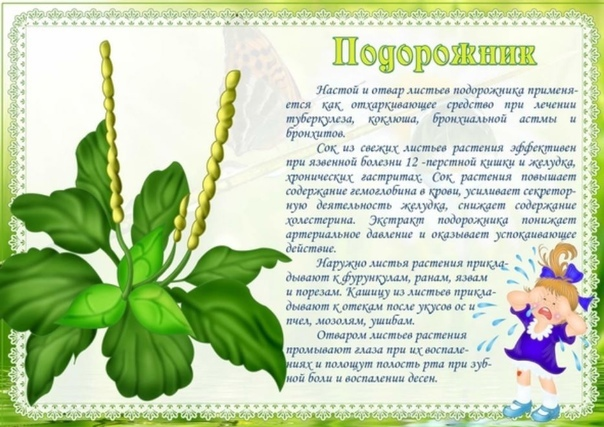 Подорожник
Настой и отвар листьев подорожника применя-
ется как отхаркивающее средство при лечении
туберкулеза, коклюша, бронхиальной астмы и
бронхитов.
Сок из свежих листьев растения эффективен
при язвенной болезни 12 -перстной кишки и желудка,
хронических гастритах. Сок растения повышает
содержание гемоглобина в крови, усиливает секретор-
ную деятельность желудка, снижает содержание
холестерина. Экстракт подорожника понижает
артериальное давление и оказывает успокаивающее
действие.
Наружно листья растения прикла-
дывают к фурункулам, ранам, язвам
и порезам. Кашицу из листьев прикла-
дывают к отекам после укусов ос и
пчел, мозолям, ушибам.
Отваром листьев растения
промывают глаза при их воспале-
ниях и полощут полость рта при зуб-
ной боли и воспалении десен.